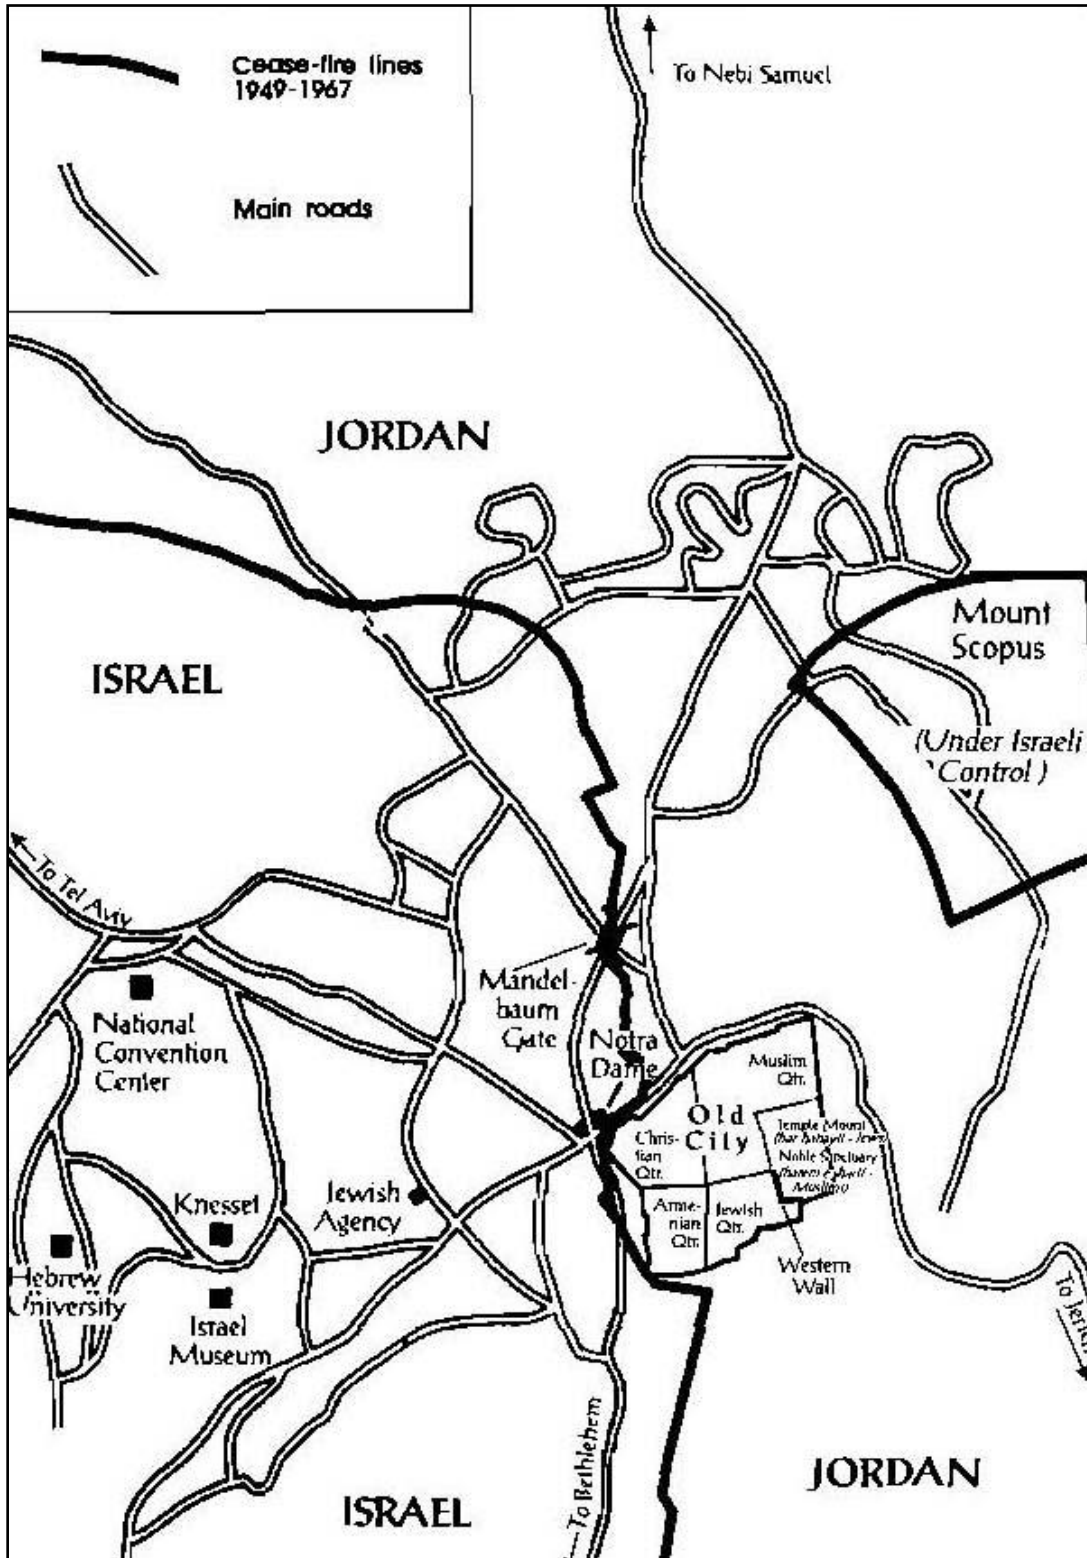 Cease-fire lines
1949-1967
Main roads
To Nebi Samuel
JORDAN
ISRAEL
Mount
Scopus
(Under Israeli
Control)
To Tel Aviv
National
Convention
Center
Mandel-
baum
Gate
Notra
Dame
Muslim
Qtr.
Old
City
Chris-
tian
Qtr.
Temple Mount
Noble Sanctuary
Knesset
Jewish
Agency
Arme-
nian
Qtr.
Jewish
Qtr.
Western
Wall
Hebrew
University
Israel
Museum
To
To Bethlehem
ISRAEL
JORDAN